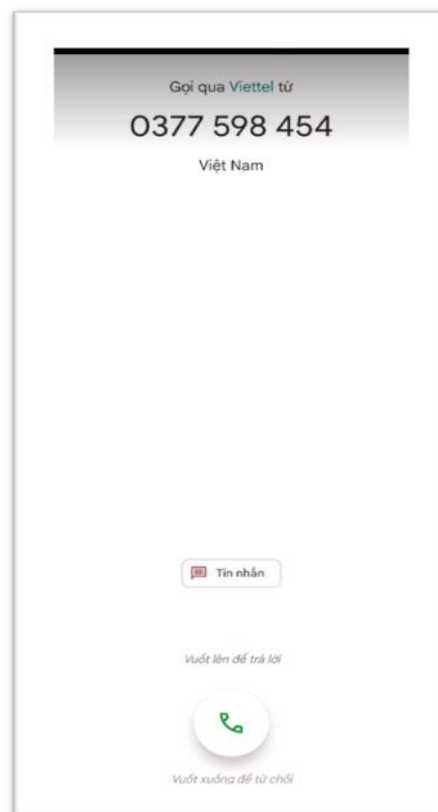 Gọi qua Viettel từ
0377 598 454
Việt Nam
Tin nhắn
Vuốt lên để trả lời
Vuốt xuống để từ chối